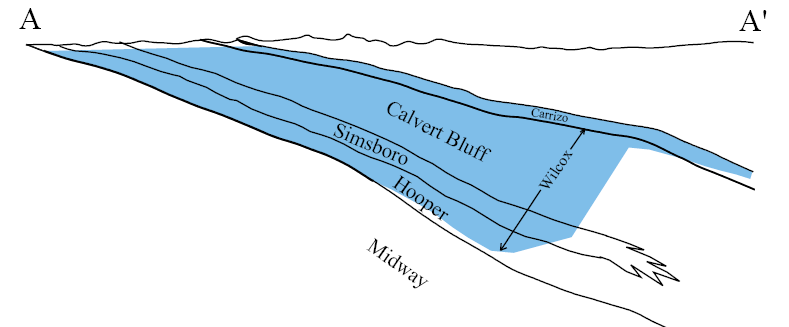 A
A'
Carrizo
Calvert Bluff
Simsboro
Wilcox
Hooper
Midway